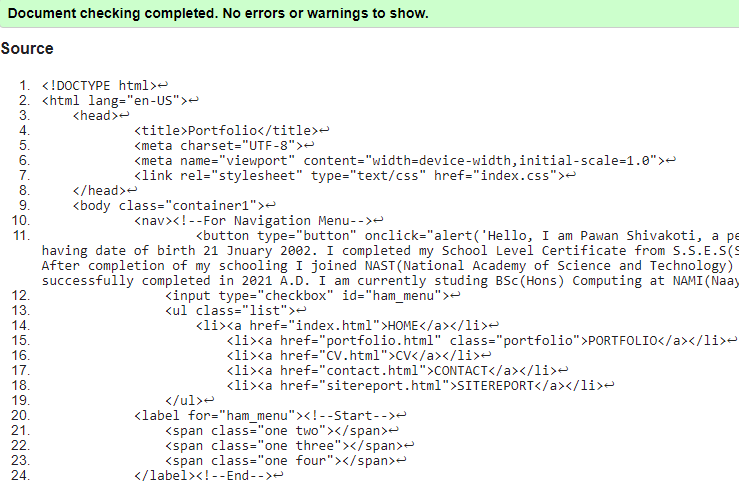 Document checking completed. No errors or warnings to show.
Source
1. <!DOCTYPE html>↩
2. <html lang="en-US">↩
3. <head>↩
4. <title>Portfolio</title>↩
5. <meta charset="UTF-8">↩
6. <meta name="viewport" content="width=device-width,initial-scale=1.0">↩
7. <link rel="stylesheet" type="text/css" href="index.css">↩
8. </head>↩
9. <body class="container1">↩
10. <nav><!--For Navigation Menu-->↩
11. <button type="button" onclick="alert('Hello, I am Pawan Shivakoti, a pe
having date of birth 21 Jnuary 2002. I completed my School Level Certificate from S.S.E.S(S
After completion of my schooling I joined NAST(National Academy of Science and Technology)
successfully completed in 2021 A.D. I am currently studing BSc(Hons) Computing at NAMI(Naay
12. <input type="checkbox" id="ham_menu">↩
13. <ul class="list">↩
14. <li><a href="index.html">HOME</a></li>↩
15. <li><a href="portfolio.html" class="portfolio">PORTFOLIO</a></li>↩
16. <li><a href="CV.html">CV</a></li>↩
17. <li><a href="contact.html">CONTACT</a></li>↩
18. <li><a href="sitereport.html">SITEREPORT</a></li>↩
19. </ul>↩
20. <label for="ham_menu"><!--Start-->↩
21. <span class="one two"></span>↩
22. <span class="one three"></span>↩
23. <span class="one four"></span>↩
24. </label><!--End-->↩